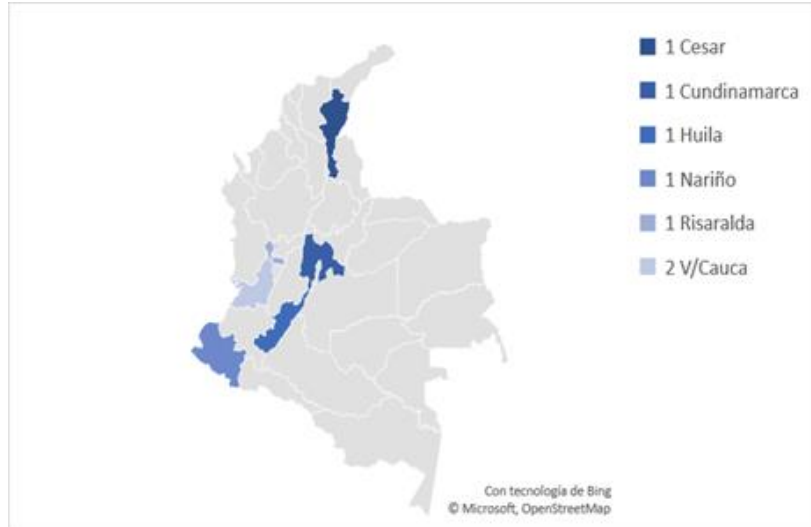 1 Cesar
1 Cundinamarca
1 Huila
1 Nariño
1 Risaralda
2 V/Cauca
Con tecnología de Bing
© Microsoft, OpenStreetMap